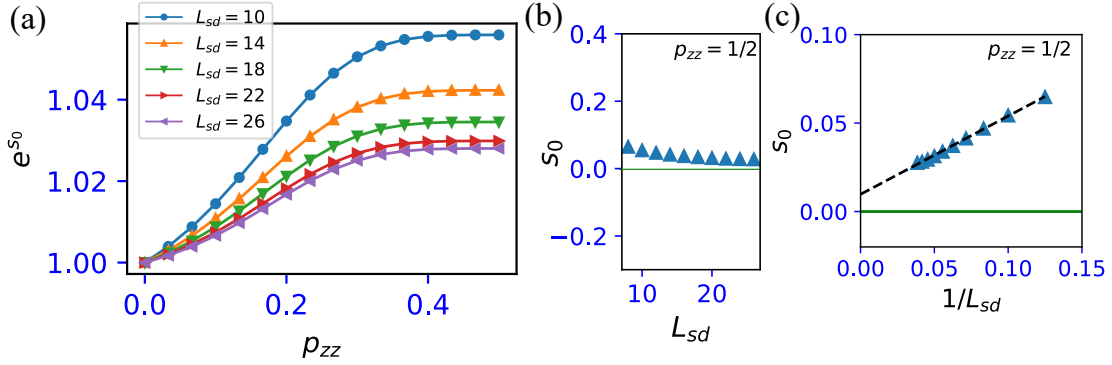 (a)
L_sd = 10
L_sd = 14
L_sd = 18
L_sd = 22
L_sd = 26
e^{s_0}
1.04
1.02
1.00
0.0 0.2 0.4
p_zz
(b)
p_zz = 1/2
s_0
0.4
0.2
0.0
−0.2
10 20
L_sd
(c)
p_zz = 1/2
s_0
0.10
0.05
0.00
0.00 0.05 0.10 0.15
1/L_sd